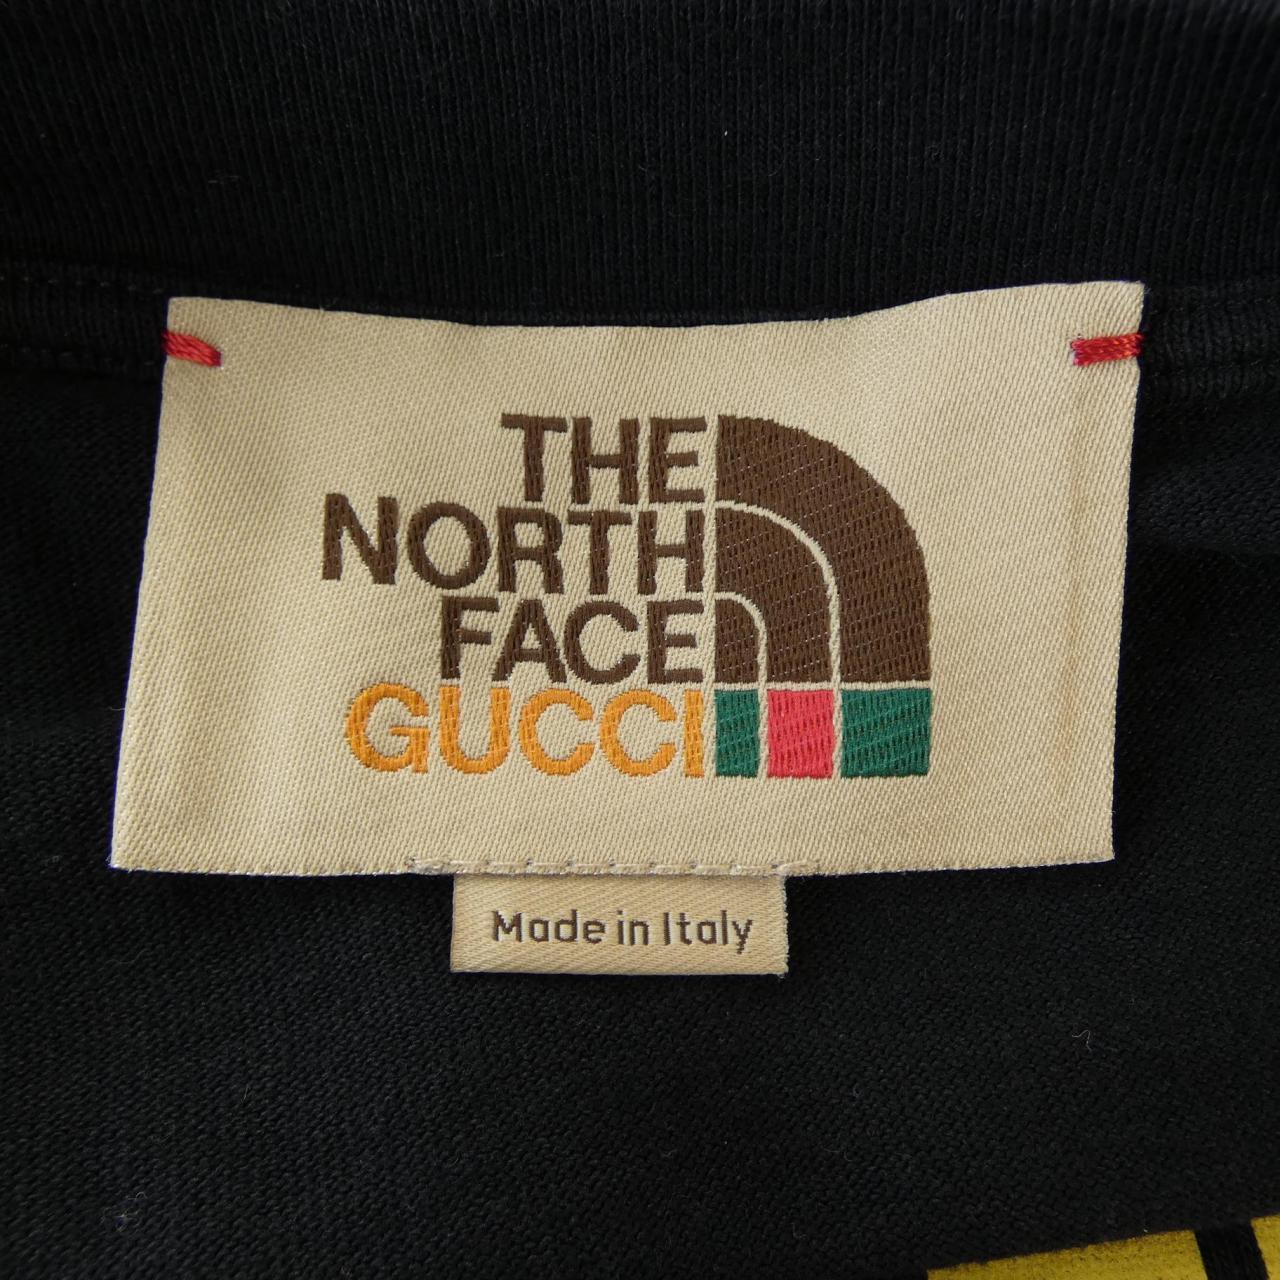 THE
NORTH
FACE
GUCCI
Made in Italy